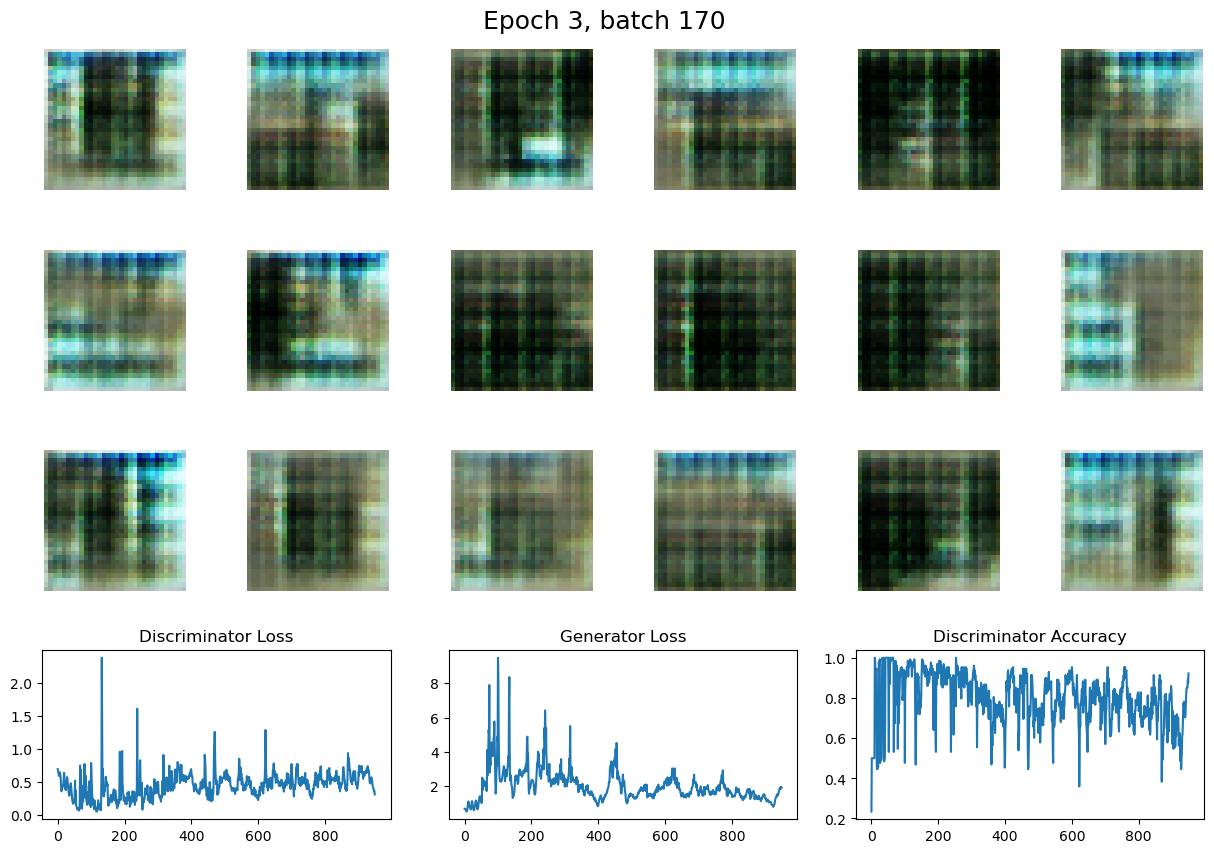 Epoch 3, batch 170
Discriminator Loss
Generator Loss
Discriminator Accuracy
2.0
1.5
1.0
0.5
0.0
0 200 400 600 800
8
6
4
2
0 200 400 600 800
1.0
0.8
0.6
0.4
0.2
0 200 400 600 800